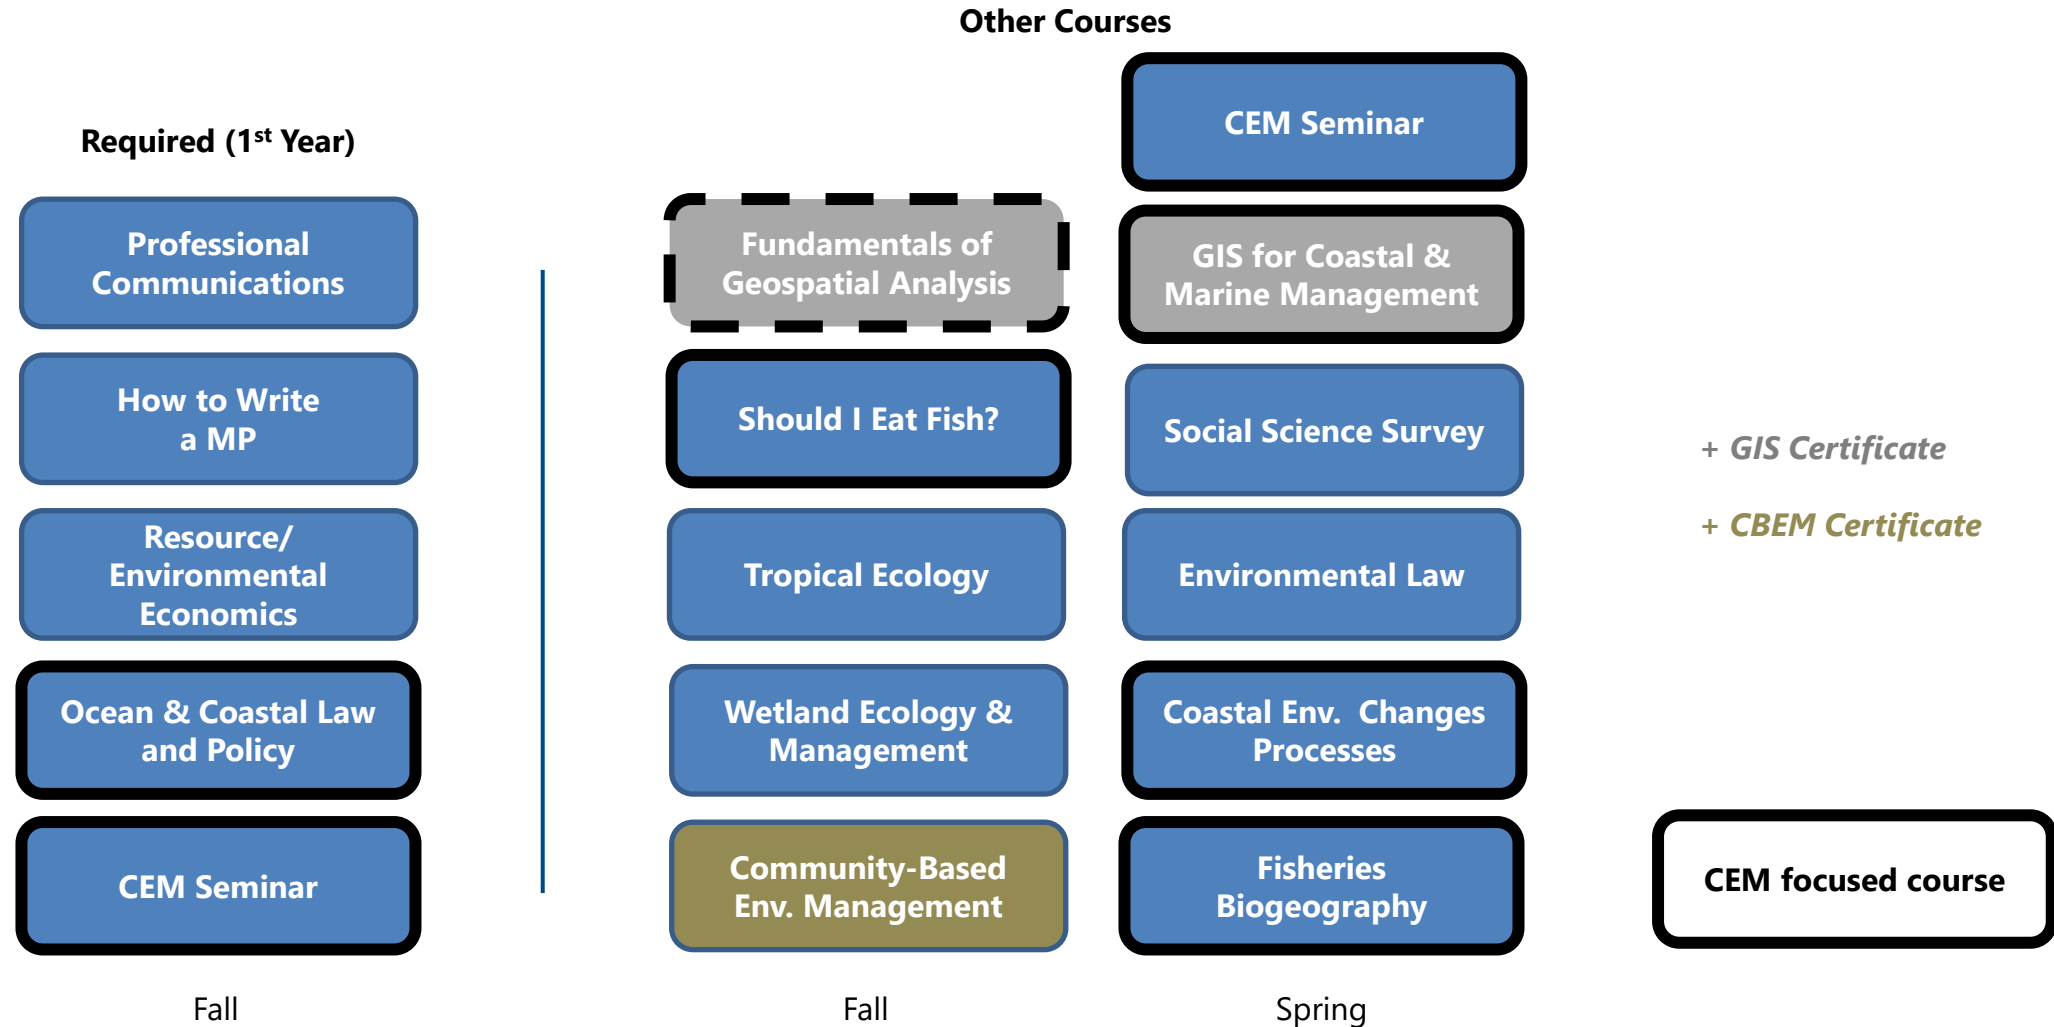 Other Courses
Required (1st Year)
Professional
Communications
How to Write
a MP
Resource/
Environmental
Economics
Ocean & Coastal Law
and Policy
CEM Seminar
Fall
Fundamentals of
Geospatial Analysis
Should I Eat Fish?
Tropical Ecology
Wetland Ecology &
Management
Community-Based
Env. Management
Fall
CEM Seminar
GIS for Coastal &
Marine Management
Social Science Survey
Environmental Law
Coastal Env.  Changes
Processes
Fisheries
Biogeography
Spring
+ GIS Certificate
+ CBEM Certificate
CEM focused course